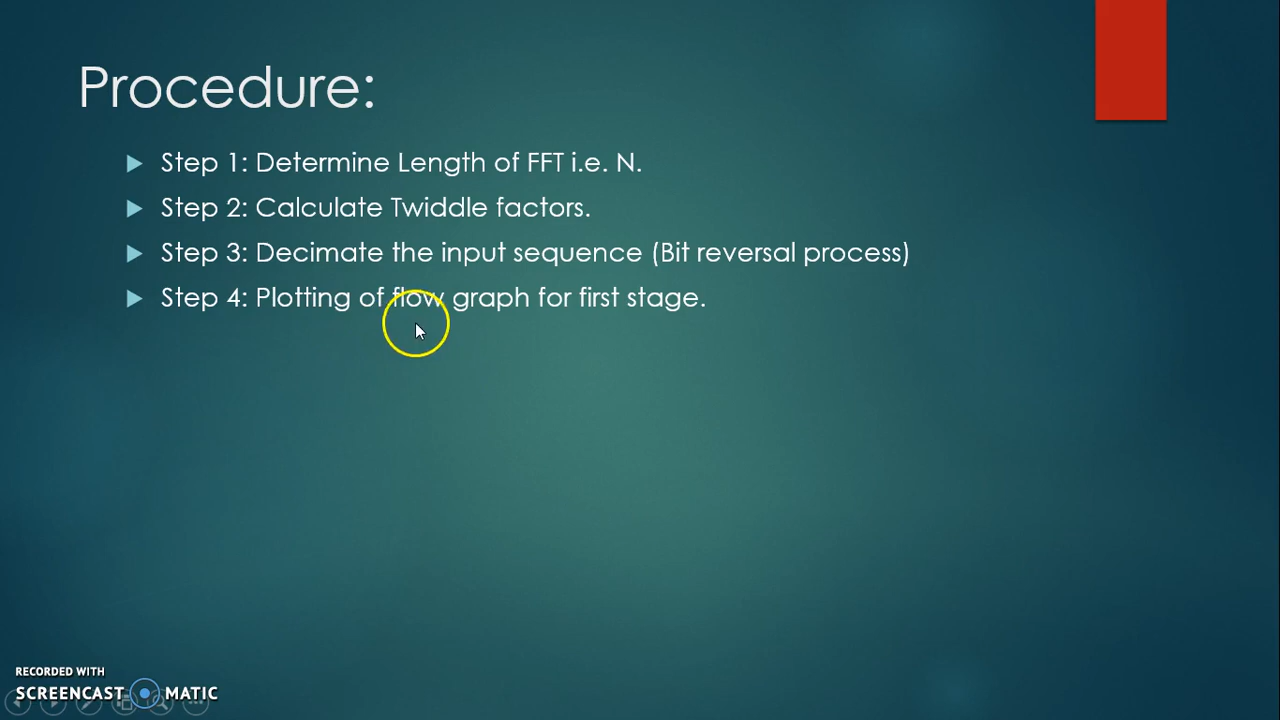 Procedure:
Step 1: Determine Length of FFT i.e. N.
Step 2: Calculate Twiddle factors.
Step 3: Decimate the input sequence (Bit reversal process)
Step 4: Plotting of flow graph for first stage.
RECORDED WITH
SCREENCAST MATIC